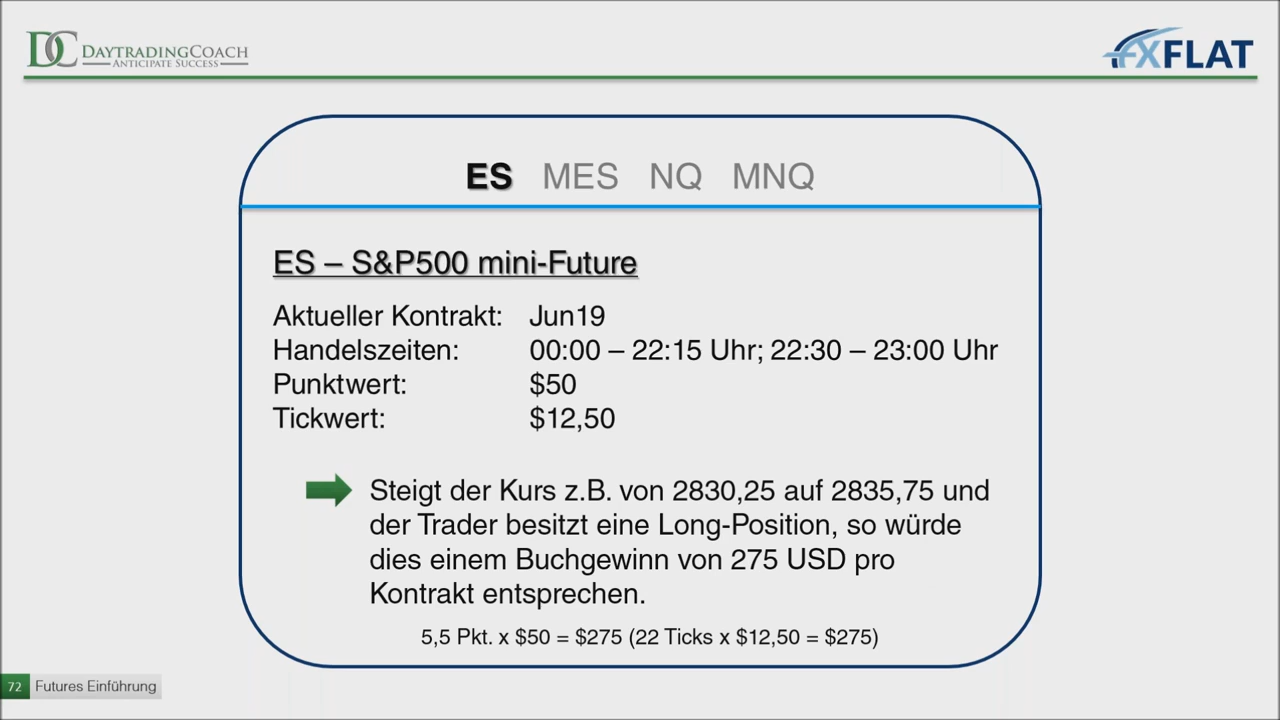 DC DAYTRADINGCOACH
ANTICIPATE SUCCESS
FXFLAT
ES MES NQ MNQ
ES – S&P500 mini-Future
Aktueller Kontrakt: Jun19
Handelszeiten: 00:00 – 22:15 Uhr; 22:30 – 23:00 Uhr
Punktwert: $50
Tickwert: $12,50
Steigt der Kurs z.B. von 2830,25 auf 2835,75 und
der Trader besitzt eine Long-Position, so würde
dies einem Buchgewinn von 275 USD pro
Kontrakt entsprechen.
5,5 Pkt. x $50 = $275 (22 Ticks x $12,50 = $275)
72 Futures Einführung